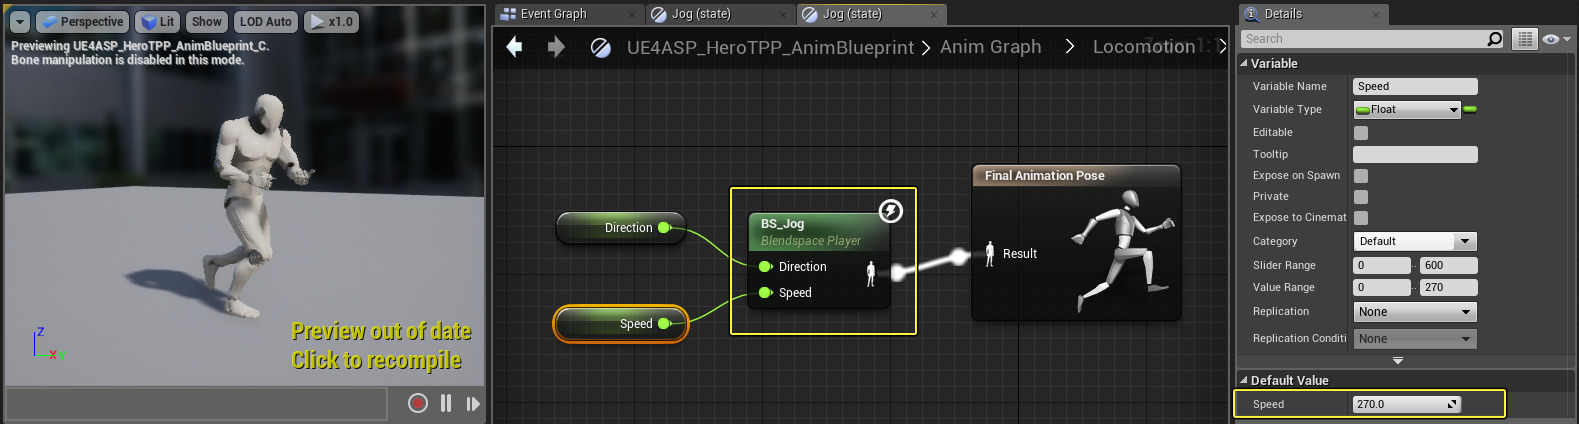 Perspective
Lit
Show
LOD Auto
x1.0
Previewing UE4ASP_HeroTPP_AnimBlueprint_C.
Bone manipulation is disabled in this mode.
Z
X
Y
Preview out of date
Click to recompile
Event Graph
Jog (state)
Jog (state)
UE4ASP_HeroTPP_AnimBlueprint > Anim Graph > Locomotion >
Direction
Speed
BS_Jog
Blendspace Player
Direction
Speed
Final Animation Pose
Result
Details
Search
Variable
Variable Name Speed
Variable Type Float
Editable
Tooltip
Expose on Spawn
Private
Expose to Cinemat
Category Default
Slider Range 0 .. 600
Value Range 0 .. 270
Replication None
Replication Conditi None
Default Value
Speed 270.0